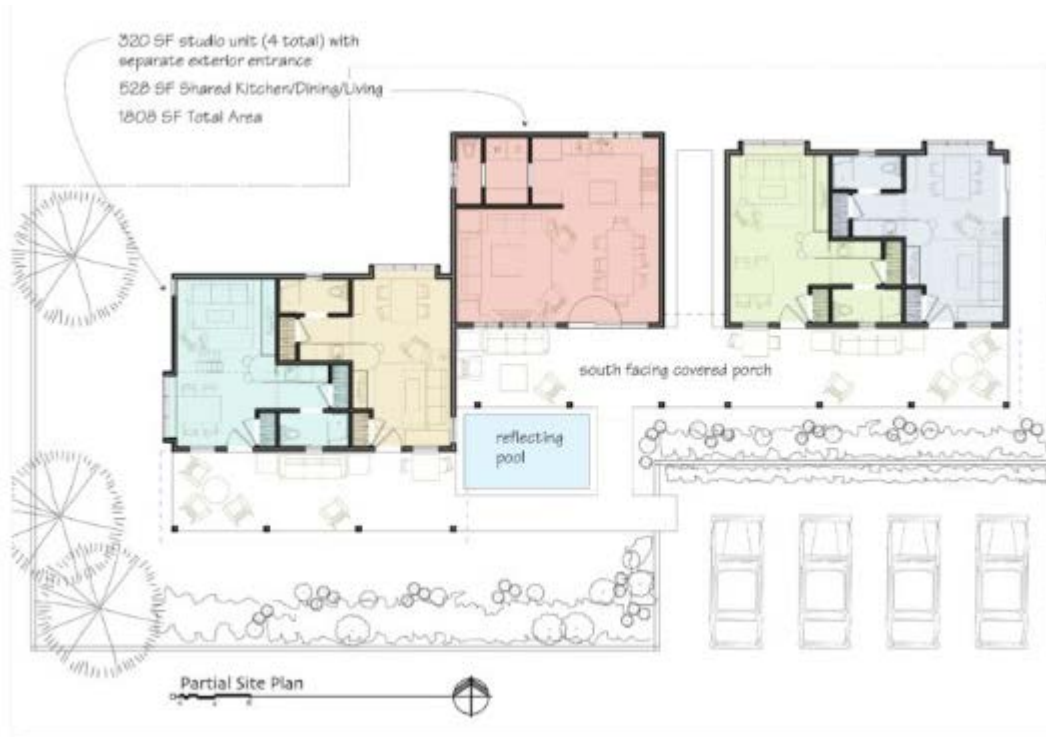 320 SF studio unit (4 total) with
separate exterior entrance
528 SF Shared Kitchen/Dining/Living
1808 SF Total Area
south facing covered porch
reflecting
pool
Partial Site Plan